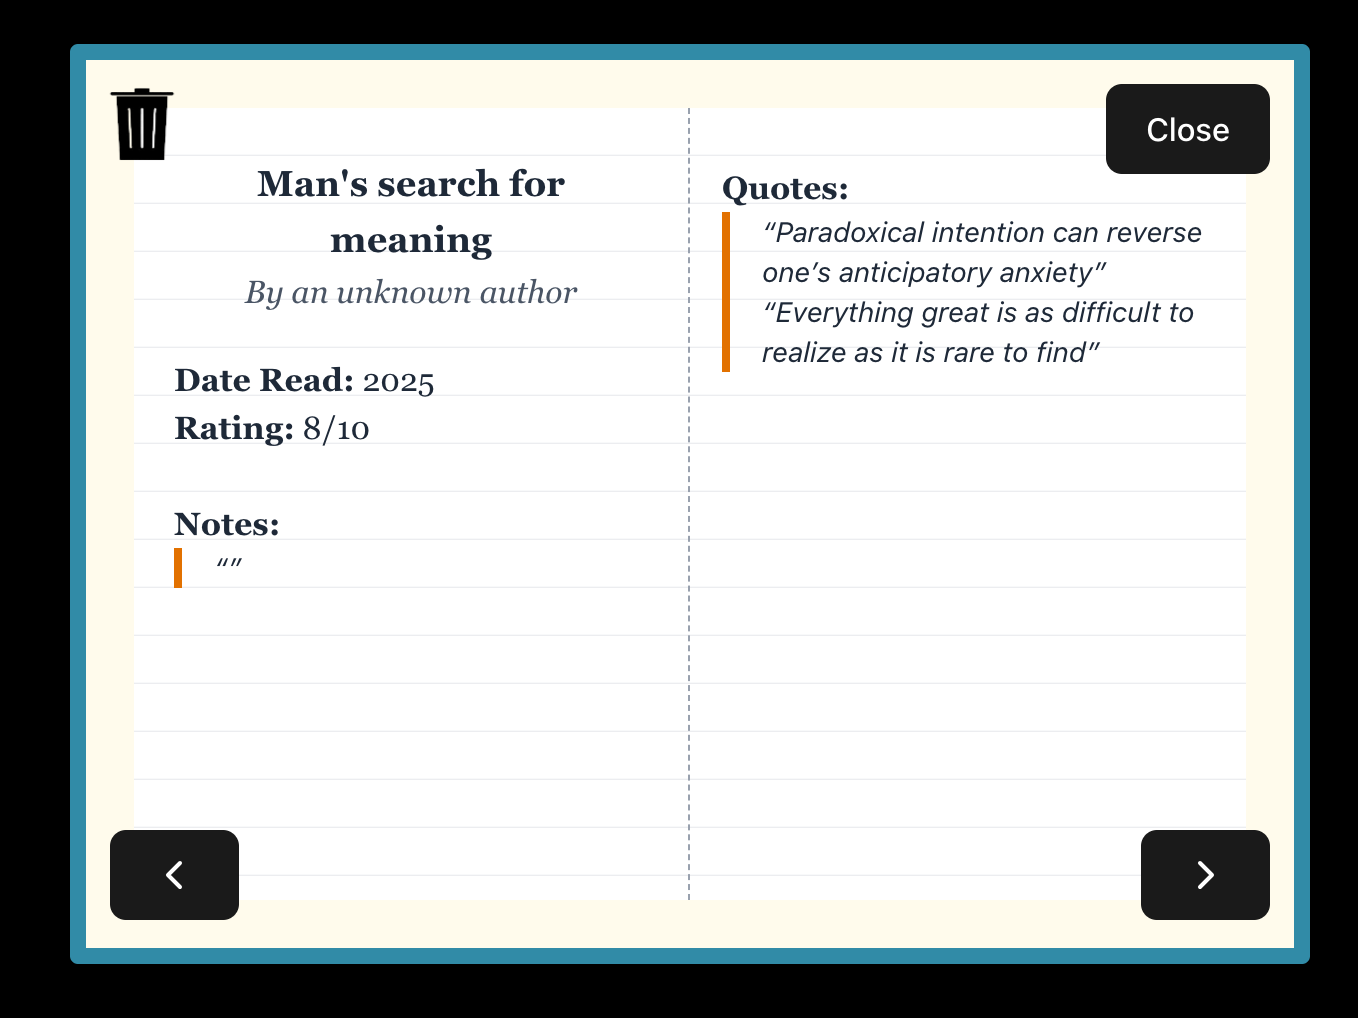 Close
Man's search for
meaning
By an unknown author
Date Read: 2025
Rating: 8/10
Notes:
“”
Quotes:
“Paradoxical intention can reverse
one’s anticipatory anxiety”
“Everything great is as difficult to
realize as it is rare to find”